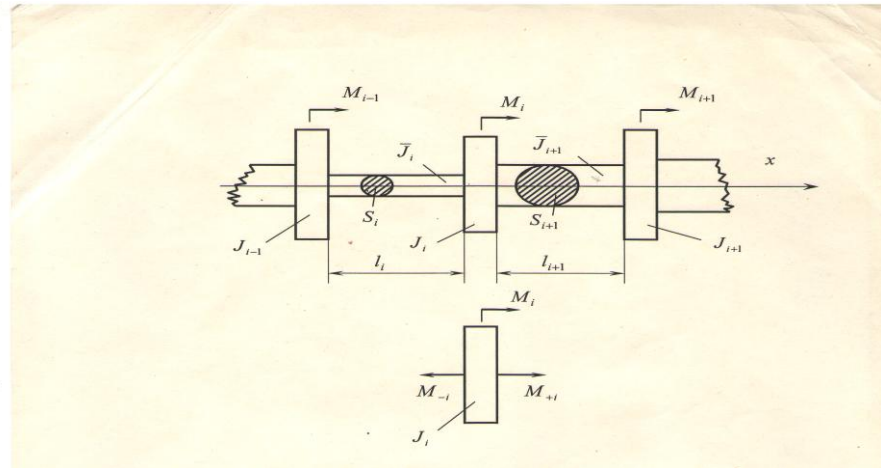 M_{i-1} M_i M_{i+1}
J̄_i J̄_{i+1}
x
S_i S_{i+1}
J_{i-1} J_i J_{i+1}
l_i l_{i+1}
M_i
M_{-i} M_{+i}
J_i